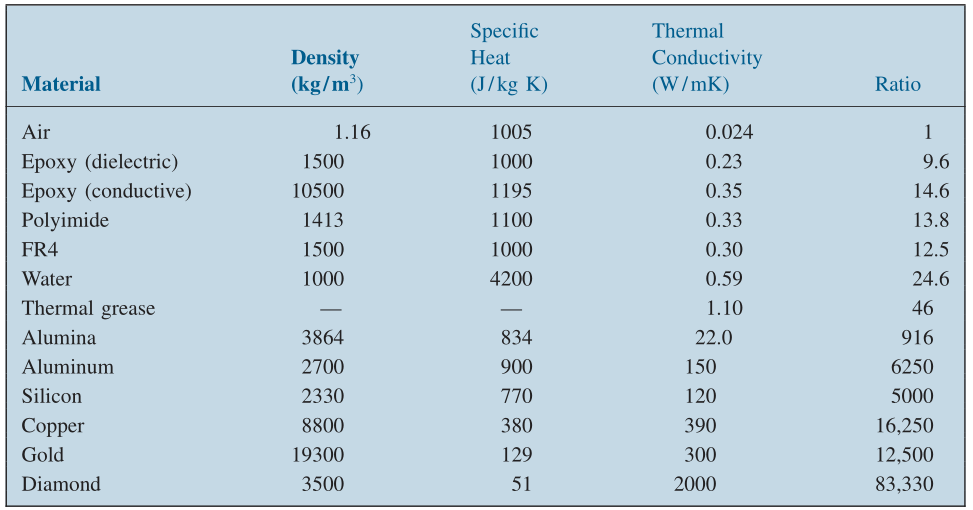 Specific Thermal
Density Heat Conductivity
Material (kg/m³) (J/kg K) (W/mK) Ratio
Air 1.16 1005 0.024 1
Epoxy (dielectric) 1500 1000 0.23 9.6
Epoxy (conductive) 10500 1195 0.35 14.6
Polyimide 1413 1100 0.33 13.8
FR4 1500 1000 0.30 12.5
Water 1000 4200 0.59 24.6
Thermal grease — — 1.10 46
Alumina 3864 834 22.0 916
Aluminum 2700 900 150 6250
Silicon 2330 770 120 5000
Copper 8800 380 390 16,250
Gold 19300 129 300 12,500
Diamond 3500 51 2000 83,330